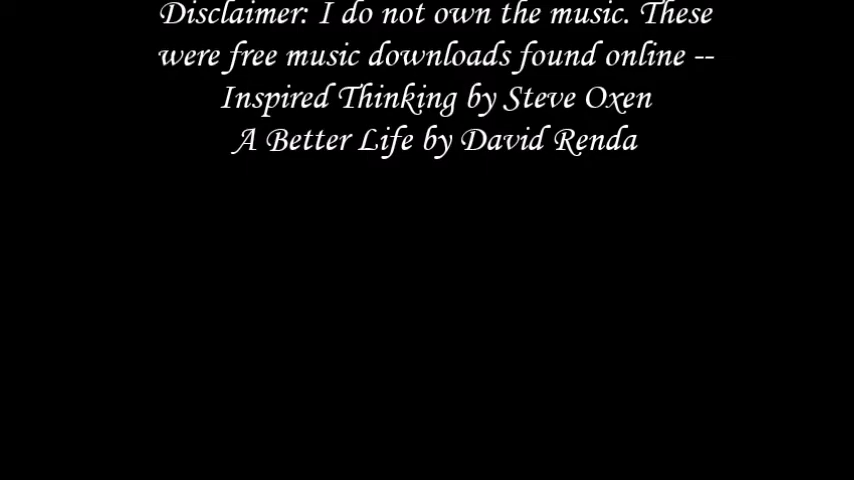 Disclaimer: I do not own the music. These
were free music downloads found online --
Inspired Thinking by Steve Oxen
A Better Life by David Renda